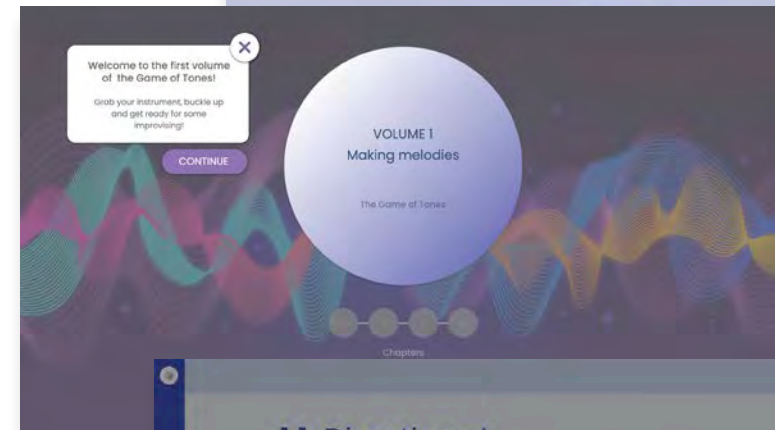 Welcome to the first volume
of the Game of Tones!
Grab your instrument, buckle up
and get ready for some
improvising!
CONTINUE
VOLUME 1
Making melodies
The Game of Tones
Chapters